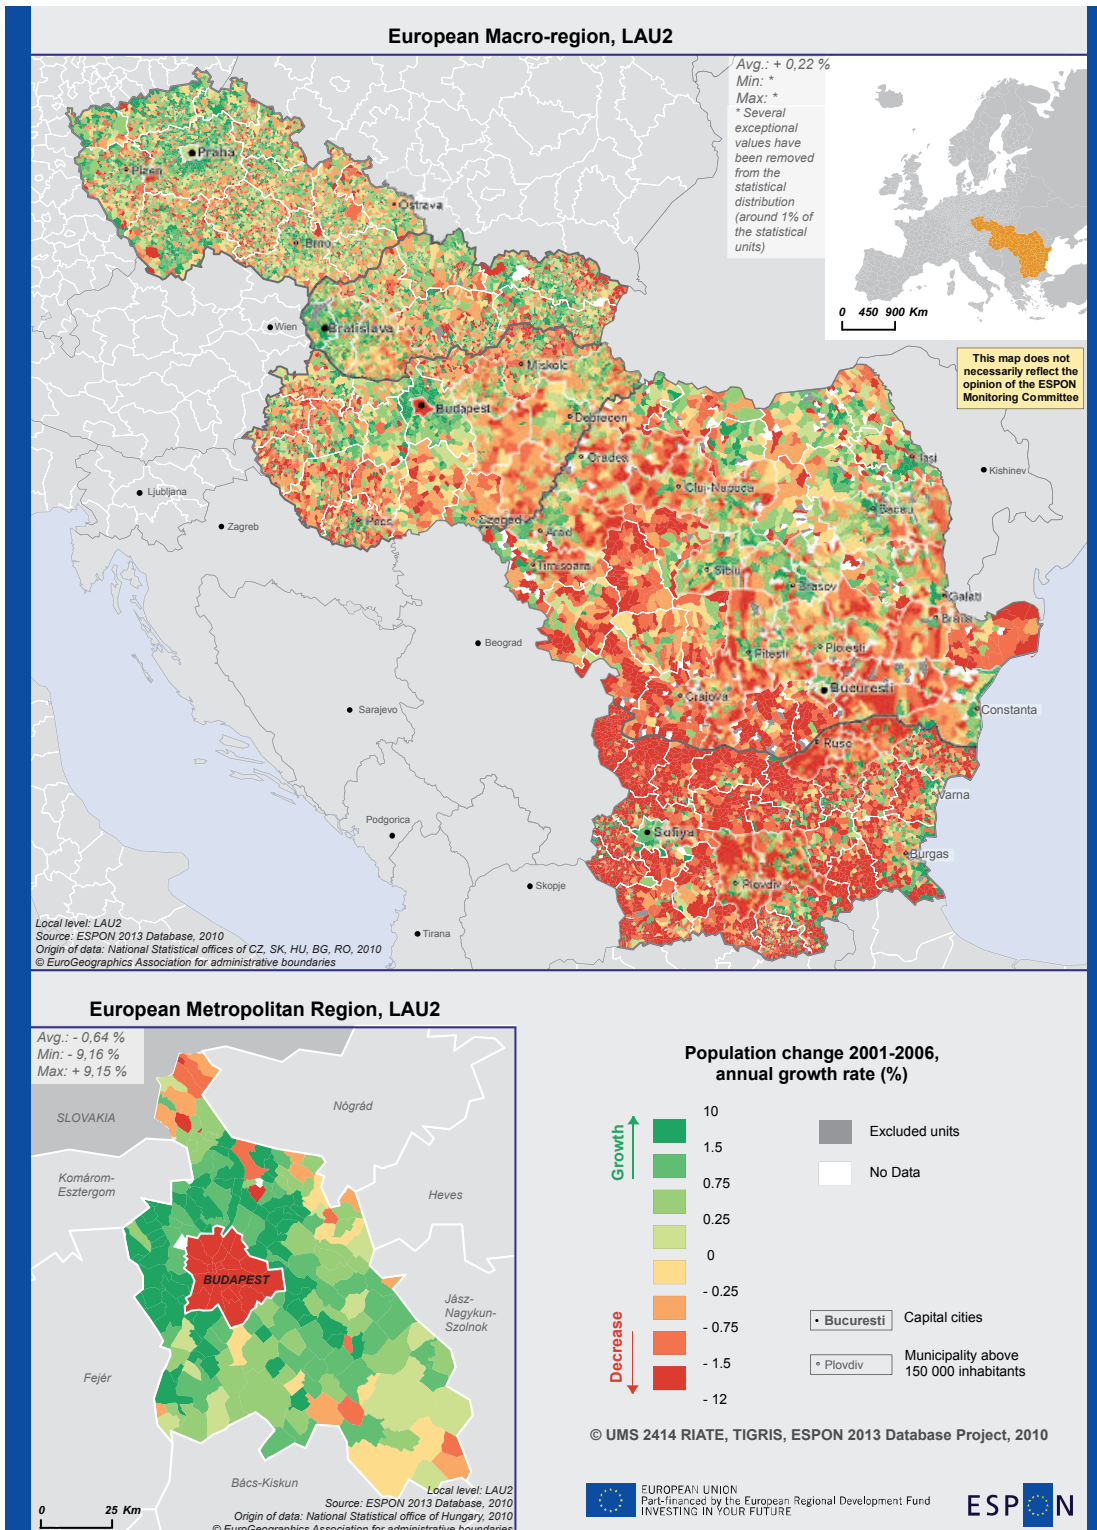 European Macro-region, LAU2
Avg.: + 0,22 %
Min: *
Max: *
* Several
exceptional
values have
been removed
from the
statistical
distribution
(around 1% of
the statistical
units)
0 450 900 Km
This map does not
necessarily reflect the
opinion of the ESPON
Monitoring Committee
Praha
Plzen
Ostrava
Brno
Wien
Bratislava
Miskolc
Budapest
Debrecen
Oradea
Iasi
Kishinev
Cluj-Napoca
Ljubljana
Bacau
Pecs
Szeged
Zagreb
Arad
Timisoara
Sibiu
Brasov
Galati
Braila
Beograd
Pitesti
Ploiesti
Bucuresti
Craiova
Sarajevo
Constanta
Ruse
Varna
Podgorica
Sofiya
Burgas
Skopje
Plovdiv
Tirana
Local level: LAU2
Source: ESPON 2013 Database, 2010
Origin of data: National Statistical offices of CZ, SK, HU, BG, RO, 2010
© EuroGeographics Association for administrative boundaries
European Metropolitan Region, LAU2
Avg.: - 0,64 %
Min: - 9,16 %
Max: + 9,15 %
SLOVAKIA
Nógrád
Komárom-
Esztergom
Heves
BUDAPEST
Jász-
Nagykun-
Szolnok
Fejér
Bács-Kiskun
0 25 Km
Local level: LAU2
Source: ESPON 2013 Database, 2010
Origin of data: National Statistical office of Hungary, 2010
© EuroGeographics Association for administrative boundaries
Population change 2001-2006,
annual growth rate (%)
Growth
Decrease
10
1.5
0.75
0.25
0
- 0.25
- 0.75
- 1.5
- 12
Excluded units
No Data
Bucuresti
Capital cities
Plovdiv
Municipality above
150 000 inhabitants
© UMS 2414 RIATE, TIGRIS, ESPON 2013 Database Project, 2010
EUROPEAN UNION
Part-financed by the European Regional Development Fund
INVESTING IN YOUR FUTURE
ESPON